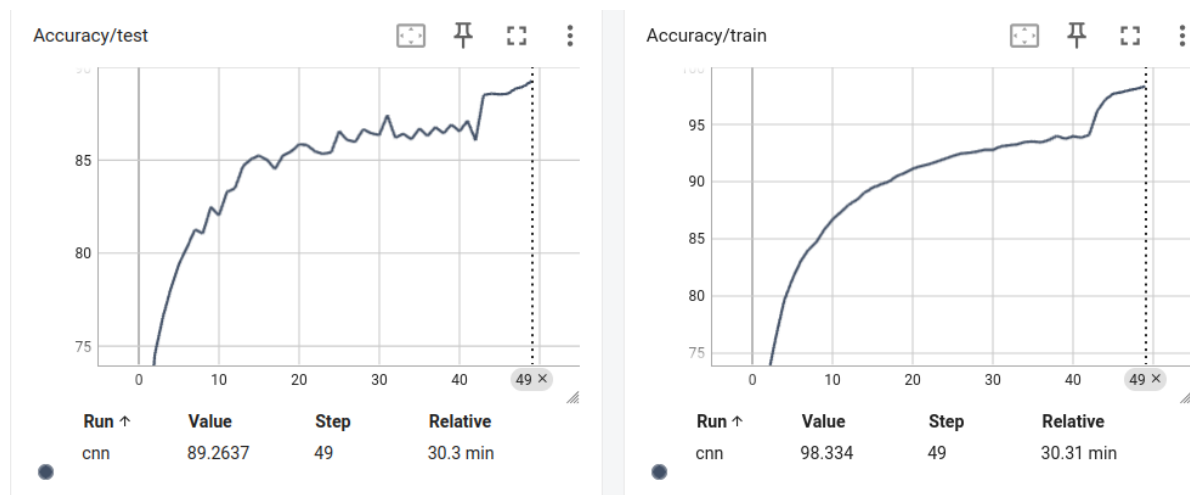 Accuracy/test
90
85
80
75
0 10 20 30 40 49 ×
Run ↑ Value Step Relative
cnn 89.2637 49 30.3 min
Accuracy/train
100
95
90
85
80
75
0 10 20 30 40 49 ×
Run ↑ Value Step Relative
cnn 98.334 49 30.31 min